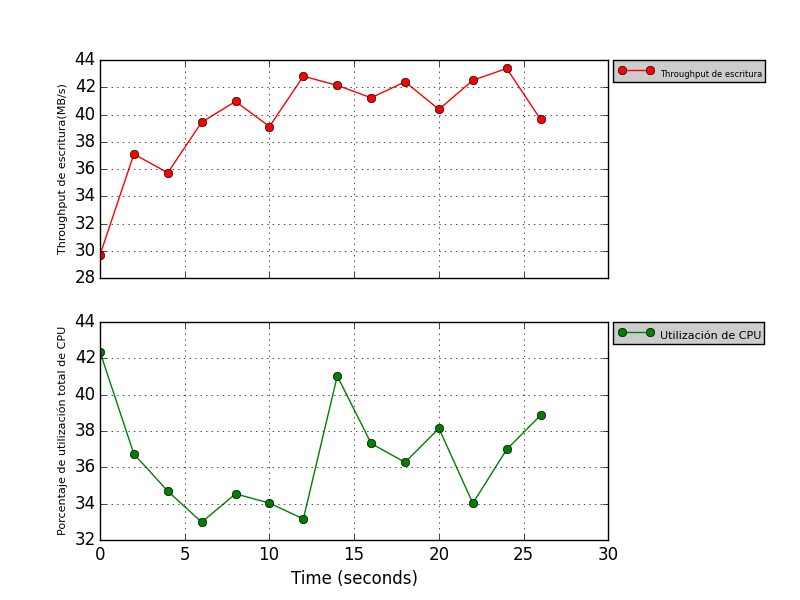 44
42
40
38
36
34
32
30
28
Throughput de escritura(MB/s)
Throughput de escritura
44
42
40
38
36
34
32
Porcentaje de utilización total de CPU
Utilización de CPU
0 5 10 15 20 25 30
Time (seconds)